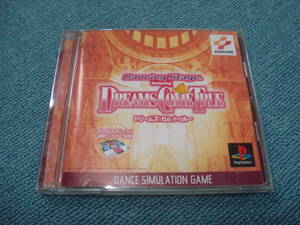 KONAMI
Dancing Stage
featuring
DREAMS COME TRUE
ドリームズ カム トゥルー
DANCE SIMULATION GAME
PlayStation